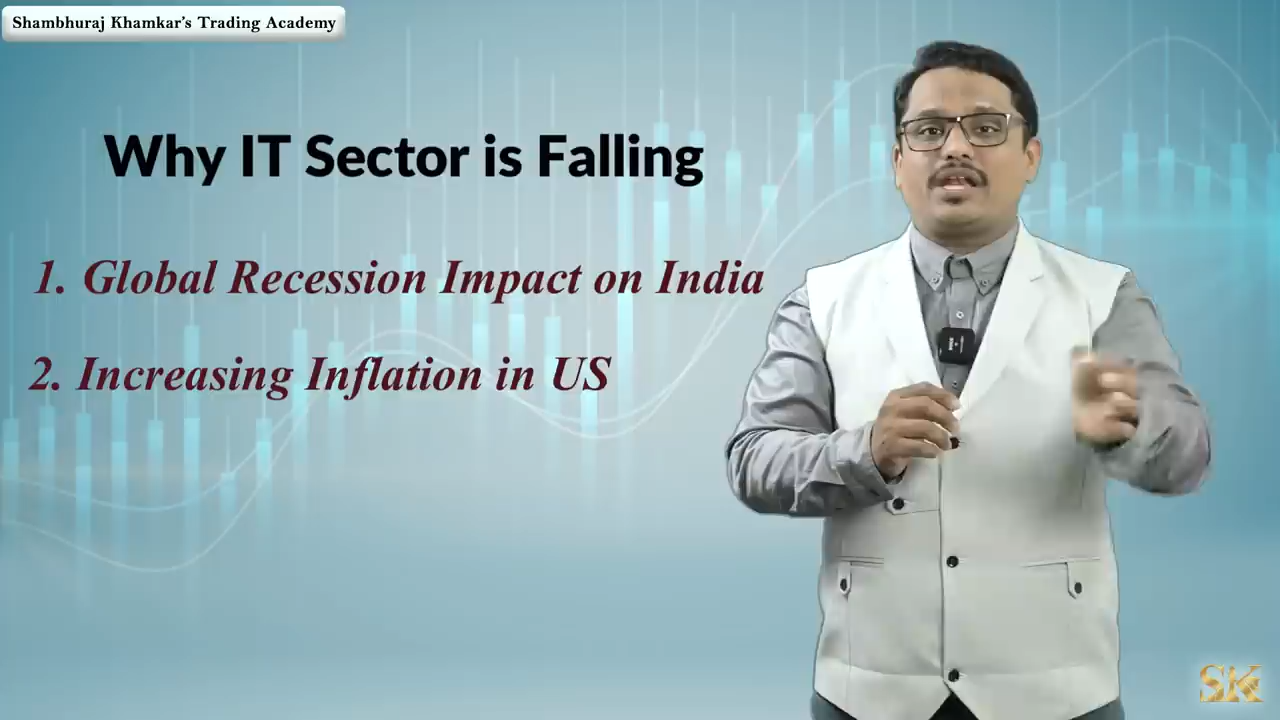 Shambhuraj Khamkar's Trading Academy
Why IT Sector is Falling
1. Global Recession Impact on India
2. Increasing Inflation in US
SK